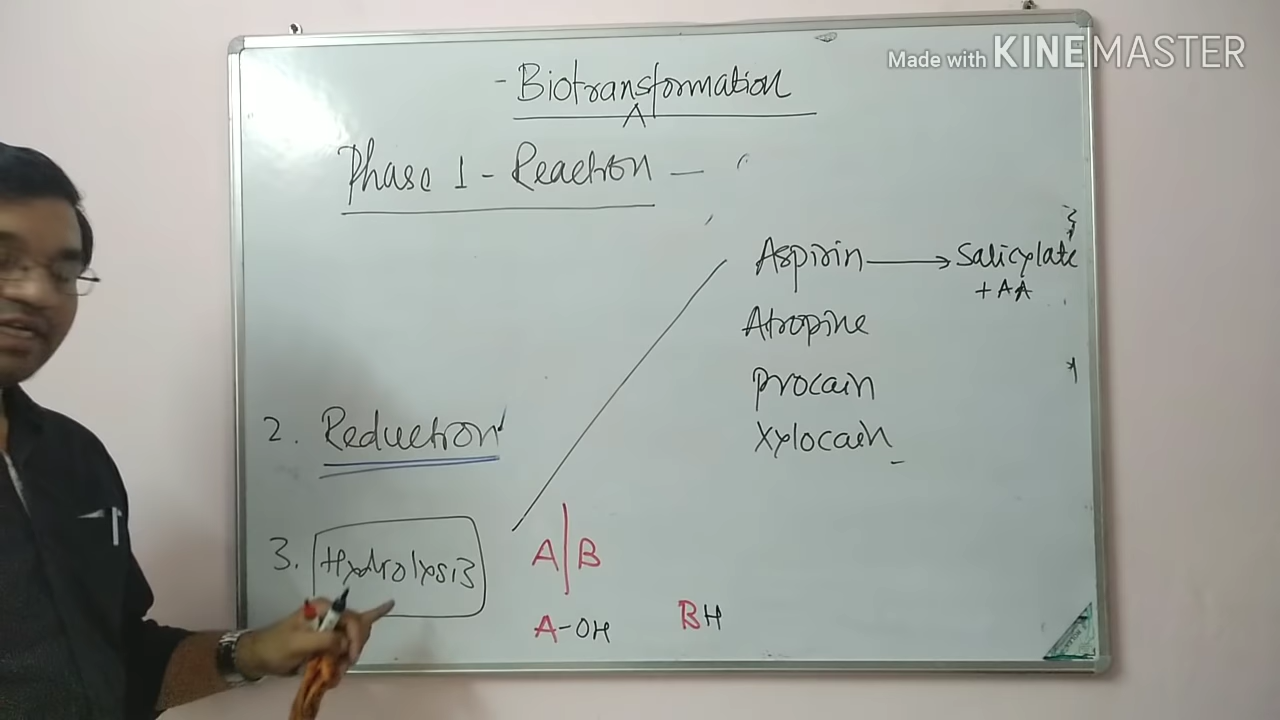 Made with KINEMASTER
- Biotransformation
Phase 1 - Reaction -
Aspirin → Salicylate
+ AA
Atropine
Procain
Xylocain
2. Reduction
3. Hydrolysis
A|B
A-OH BH